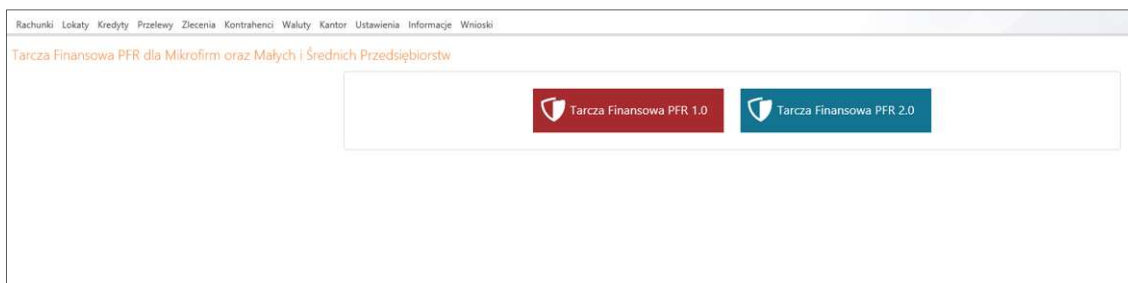 Rachunki Lokaty Kredyty Przelewy Zlecenia Kontrahenci Waluty Kantor Ustawienia Informacje Wnioski
Tarcza Finansowa PFR dla Mikrofirm oraz Małych i Średnich Przedsiębiorstw
Tarcza Finansowa PFR 1.0 Tarcza Finansowa PFR 2.0